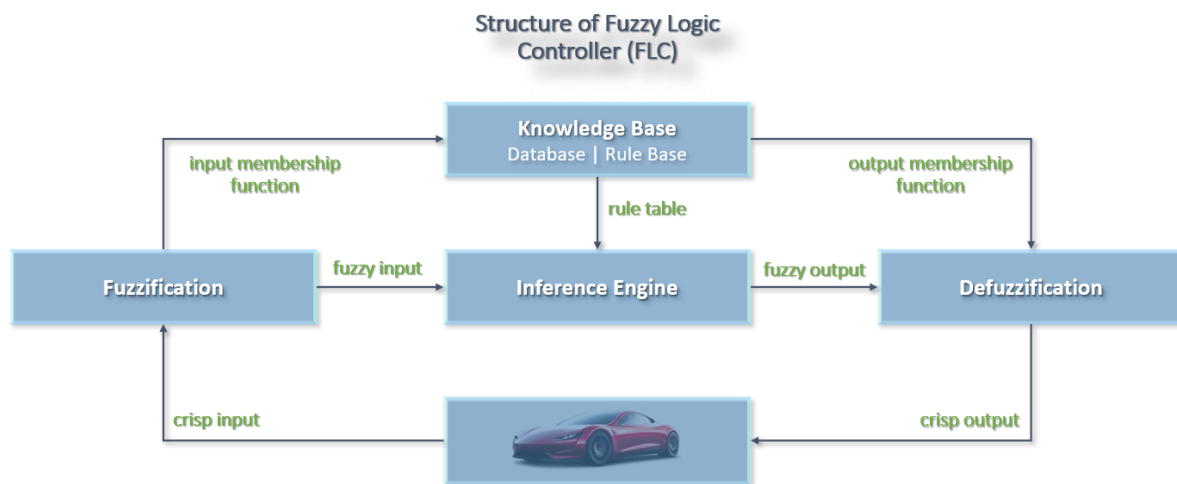 Structure of Fuzzy Logic
Controller (FLC)
Knowledge Base
Database | Rule Base
input membership
function
output membership
function
rule table
Fuzzification
fuzzy input
Inference Engine
fuzzy output
Defuzzification
crisp input
crisp output